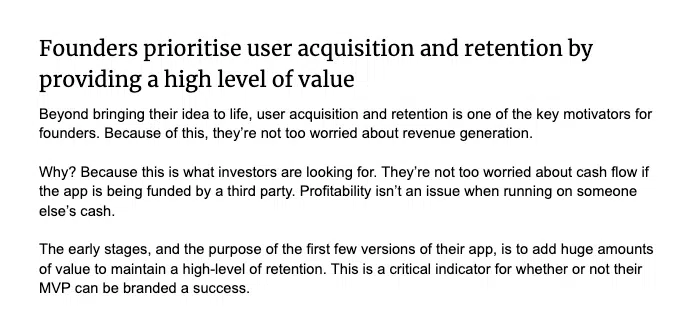 Founders prioritise user acquisition and retention by
providing a high level of value
Beyond bringing their idea to life, user acquisition and retention is one of the key motivators for
founders. Because of this, they're not too worried about revenue generation.
Why? Because this is what investors are looking for. They're not too worried about cash flow if
the app is being funded by a third party. Profitability isn't an issue when running on someone
else's cash.
The early stages, and the purpose of the first few versions of their app, is to add huge amounts
of value to maintain a high-level of retention. This is a critical indicator for whether or not their
MVP can be branded a success.